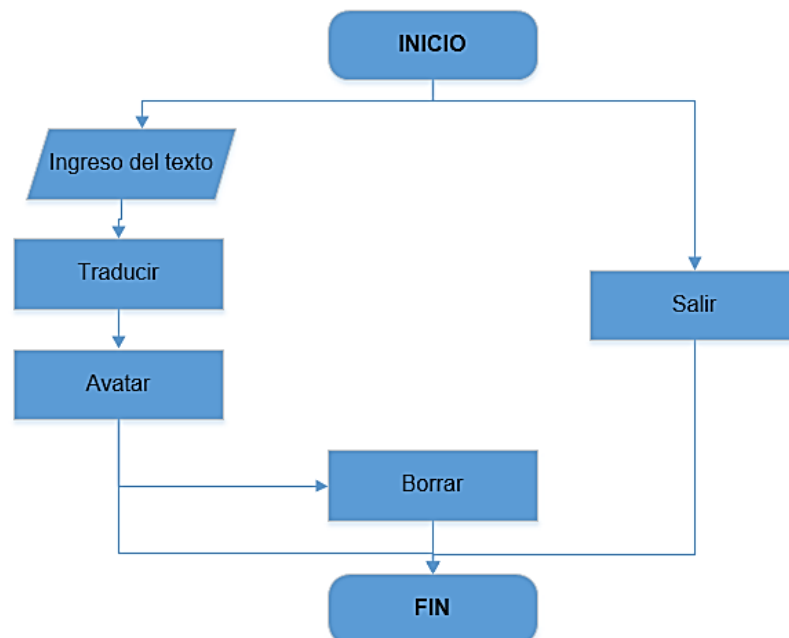 INICIO
Ingreso del texto
Traducir
Salir
Avatar
Borrar
FIN